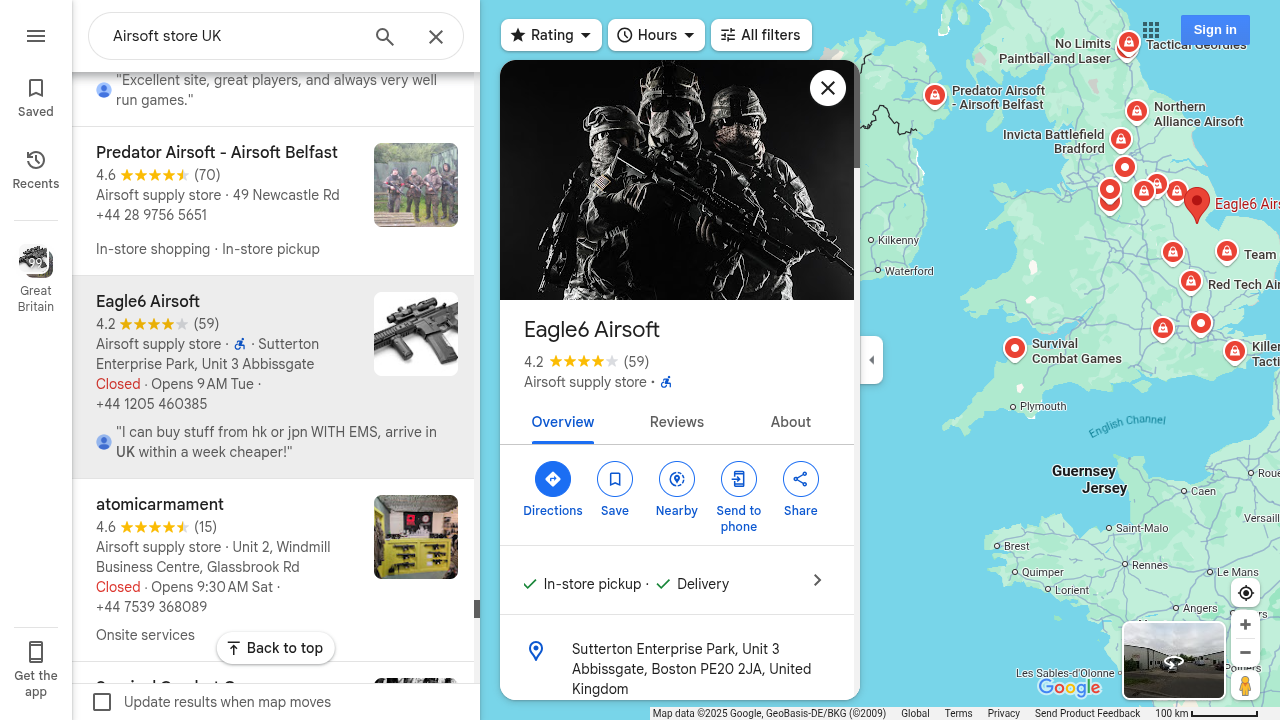 Airsoft store UK
Rating
Hours
All filters
Sign in
Saved
Recents
99
Great
Britain
Get the
app
"Excellent site, great players, and always very well
run games."
Predator Airsoft - Airsoft Belfast
4.6 (70)
Airsoft supply store · 49 Newcastle Rd
+44 28 9756 5651
In-store shopping · In-store pickup
Eagle6 Airsoft
4.2 (59)
Airsoft supply store · · Sutterton
Enterprise Park, Unit 3 Abbissgate
Closed · Opens 9 AM Tue ·
+44 1205 460385
"I can buy stuff from hk or jpn WITH EMS, arrive in
UK within a week cheaper!"
atomicarmament
4.6 (15)
Airsoft supply store · Unit 2, Windmill
Business Centre, Glassbrook Rd
Closed · Opens 9:30 AM Sat ·
+44 7539 368089
Onsite services
Back to top
Update results when map moves
Eagle6 Airsoft
4.2 (59)
Airsoft supply store ·
Overview
Reviews
About
Directions
Save
Nearby
Send to
phone
Share
In-store pickup · Delivery
Sutterton Enterprise Park, Unit 3
Abbissgate, Boston PE20 2JA, United
Kingdom
No Limits
Paintball and Laser
Tactical Geordies
Predator Airsoft
- Airsoft Belfast
Northern
Alliance Airsoft
Invicta Battlefield
Bradford
Eagle6 Airs
Kilkenny
Waterford
Team
Red Tech Air
Survival
Combat Games
Killer
Tacti
Plymouth
English Channel
Guernsey
Jersey
Caen
Roue
Saint-Malo
Versaill
Brest
Rennes
Quimper
Le Mans
Lorient
Angers
Les Sables-d'Olonne
Poitiers
Google
Map data ©2025 Google, GeoBasis-DE/BKG (©2009)
Global
Terms
Privacy
Send Product Feedback
100 km